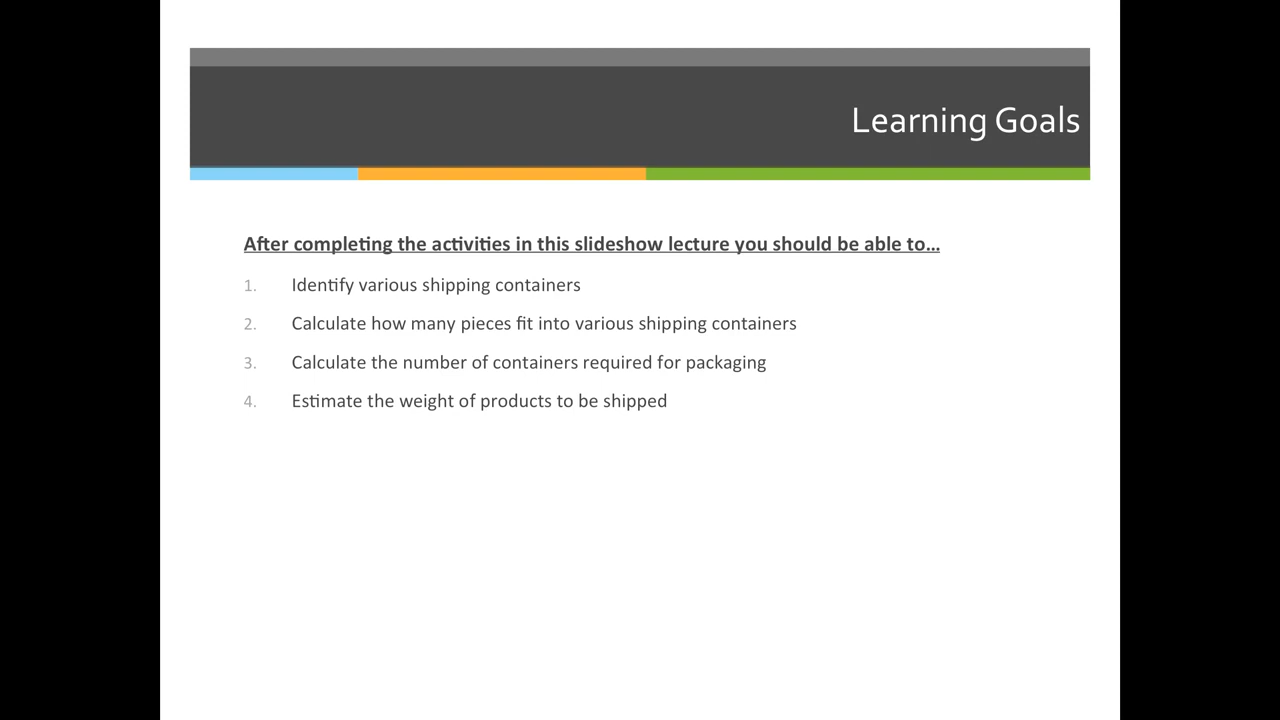 Learning Goals
After completing the activities in this slideshow lecture you should be able to…
1. Identify various shipping containers
2. Calculate how many pieces fit into various shipping containers
3. Calculate the number of containers required for packaging
4. Estimate the weight of products to be shipped